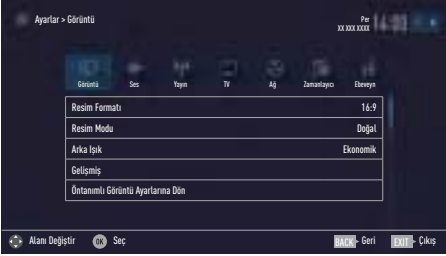 Ayarlar > Görüntü
Per
xx xxx xxxx
Görüntü Ses Yayın TV Ağ Zamanlayıcı Ebeveyn
Resim Formatı 16:9
Resim Modu Doğal
Arka Işık Ekonomik
Gelişmiş
Öntanımlı Görüntü Ayarlarına Dön
Alanı Değiştir OK Seç BACK Geri EXIT Çıkış